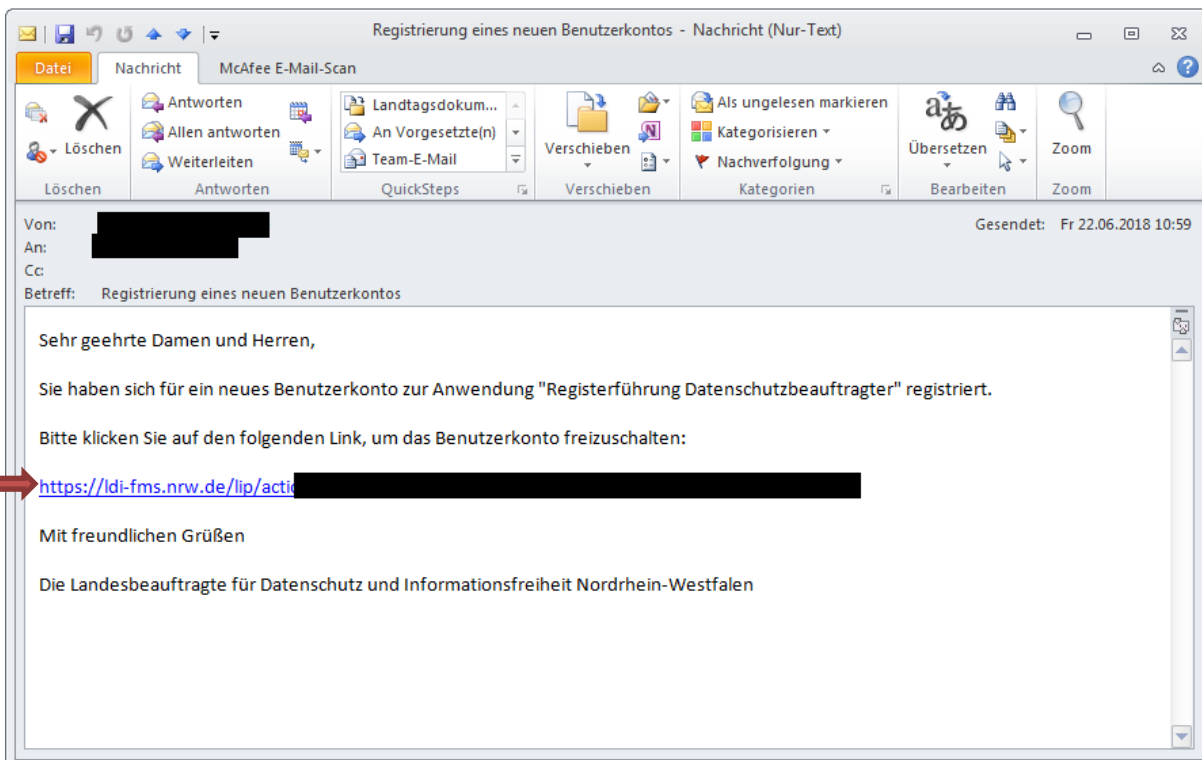 Registrierung eines neuen Benutzerkontos - Nachricht (Nur-Text)
Datei Nachricht McAfee E-Mail-Scan
Löschen
Antworten
Allen antworten
Weiterleiten
Landtagsdokum...
An Vorgesetzte(n)
Team-E-Mail
Verschieben
Als ungelesen markieren
Kategorisieren
Nachverfolgung
Übersetzen
Zoom
Löschen Antworten QuickSteps Verschieben Kategorien Bearbeiten Zoom
Von:
Gesendet: Fr 22.06.2018 10:59
An:
Cc:
Betreff: Registrierung eines neuen Benutzerkontos
Sehr geehrte Damen und Herren,
Sie haben sich für ein neues Benutzerkonto zur Anwendung "Registerführung Datenschutzbeauftragter" registriert.
Bitte klicken Sie auf den folgenden Link, um das Benutzerkonto freizuschalten:
https://ldi-fms.nrw.de/lip/actio
Mit freundlichen Grüßen
Die Landesbeauftragte für Datenschutz und Informationsfreiheit Nordrhein-Westfalen